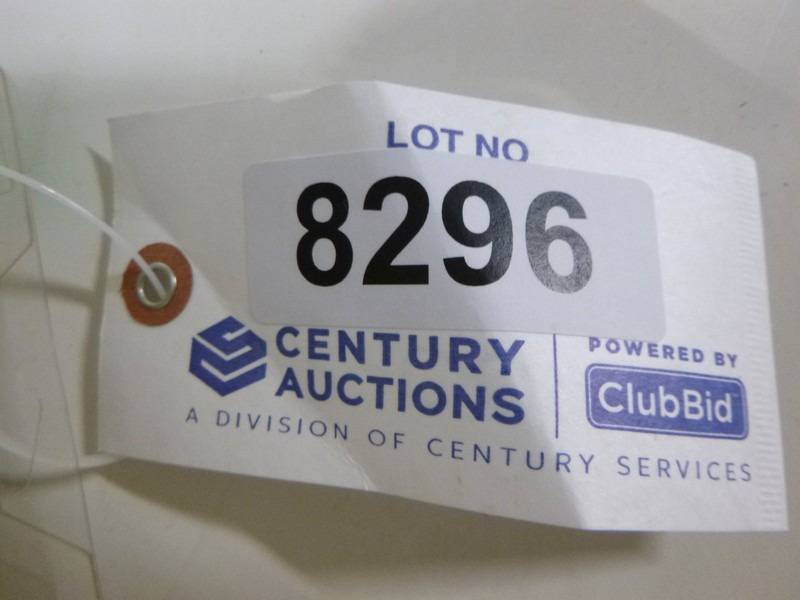 LOT NO
8296
CENTURY
AUCTIONS
A DIVISION OF CENTURY SERVICES
POWERED BY
ClubBid